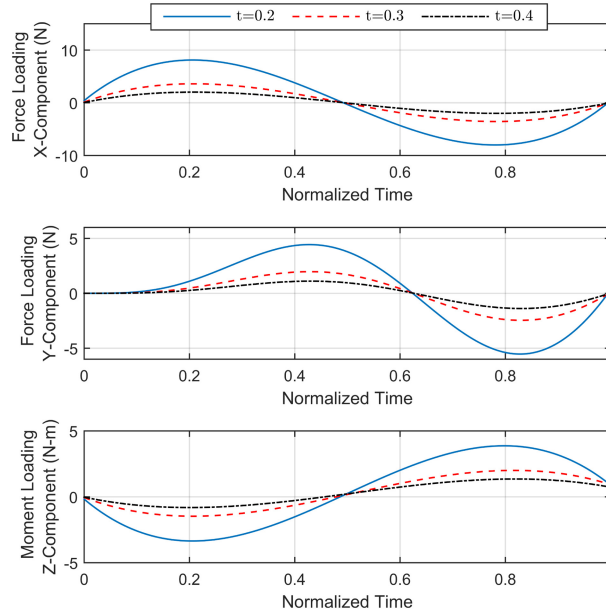 t=0.2 t=0.3 t=0.4
Force Loading
X-Component (N)
10
0
-10
0 0.2 0.4 0.6 0.8
Normalized Time
Force Loading
Y-Component (N)
5
0
-5
0 0.2 0.4 0.6 0.8
Normalized Time
Moment Loading
Z-Component (N-m)
5
0
-5
0 0.2 0.4 0.6 0.8
Normalized Time